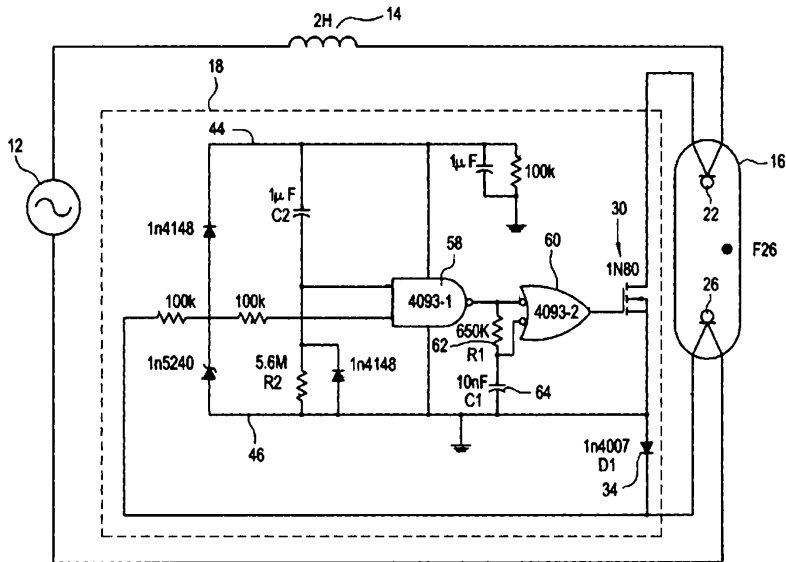 2H
14
18
12
44
16
1μF
100k
1μF
C2
22
30
1n4148
58
60
F26
1N80
26
100k
100k
4093-1
4093-2
650K
62
R1
1n5240
5.6M
R2
1n4148
10nF
C1
64
46
1n4007
D1
34